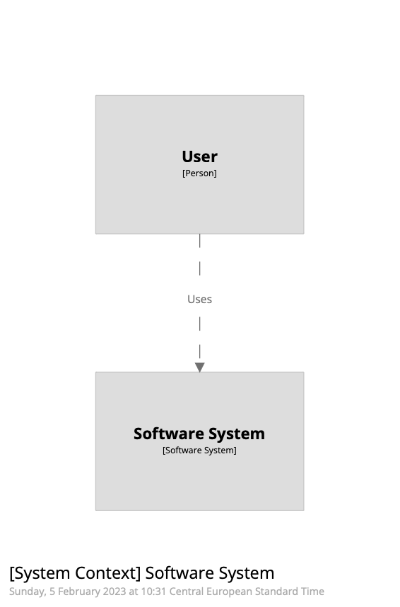 User
[Person]
Uses
Software System
[Software System]
[System Context] Software System
Sunday, 5 February 2023 at 10:31 Central European Standard Time